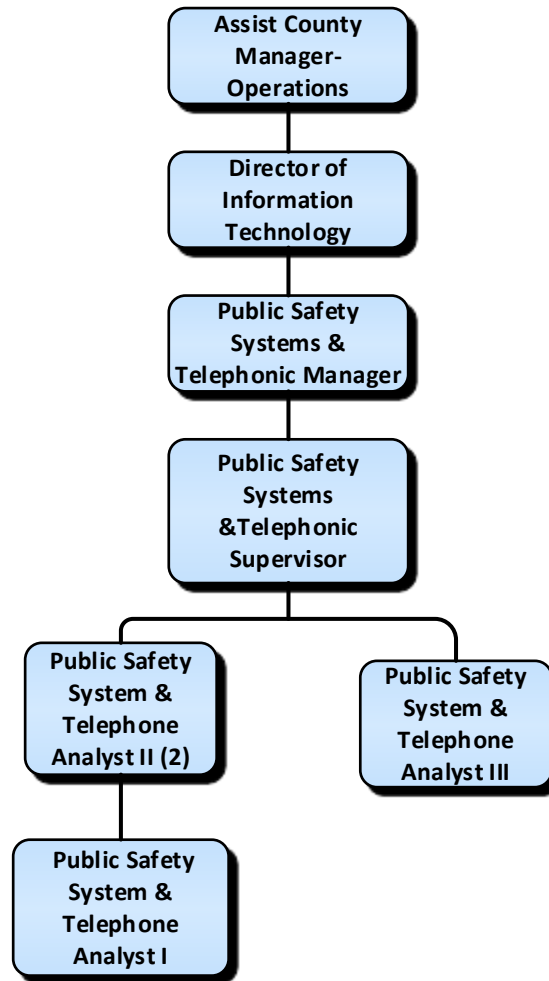 Assist County
Manager-
Operations
Director of
Information
Technology
Public Safety
Systems &
Telephonic Manager
Public Safety
Systems
&Telephonic
Supervisor
Public Safety
System &
Telephone
Analyst II (2)
Public Safety
System &
Telephone
Analyst III
Public Safety
System &
Telephone
Analyst I